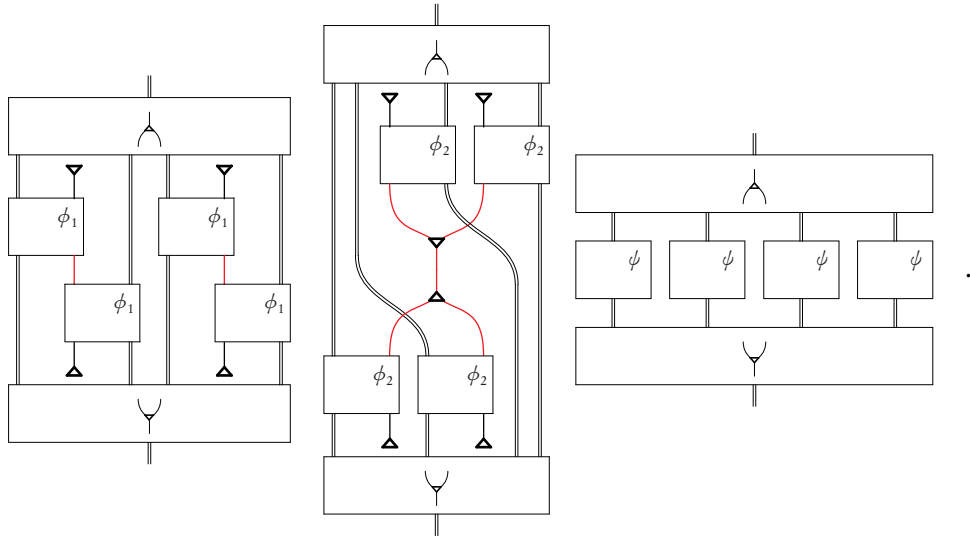 ϕ₂ ϕ₂
ϕ₁ ϕ₁
ψ ψ ψ ψ
ϕ₁ ϕ₁
ϕ₂ ϕ₂
.